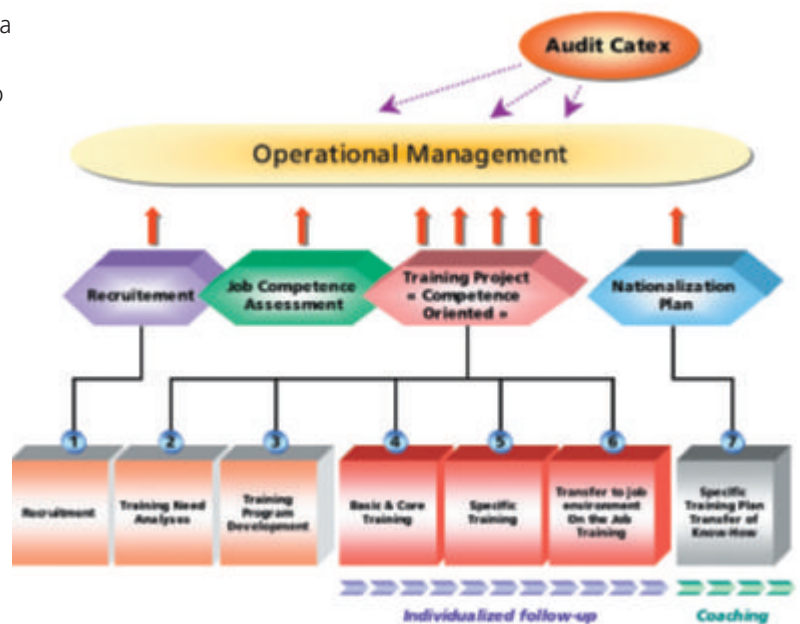 a
o
Audit Catex
Operational Management
Recruitement
Job Competence
Assessment
Training Project
« Competence
Oriented »
Nationalization
Plan
1
2
3
4
5
6
7
Recruitment
Training Need
Analyses
Training
Program
Development
Basic & Core
Training
Specific
Training
Transfer to job
environment
On the Job
Training
Specific
Training Plan
Transfer of
Know-How
Individualized follow-up
Coaching